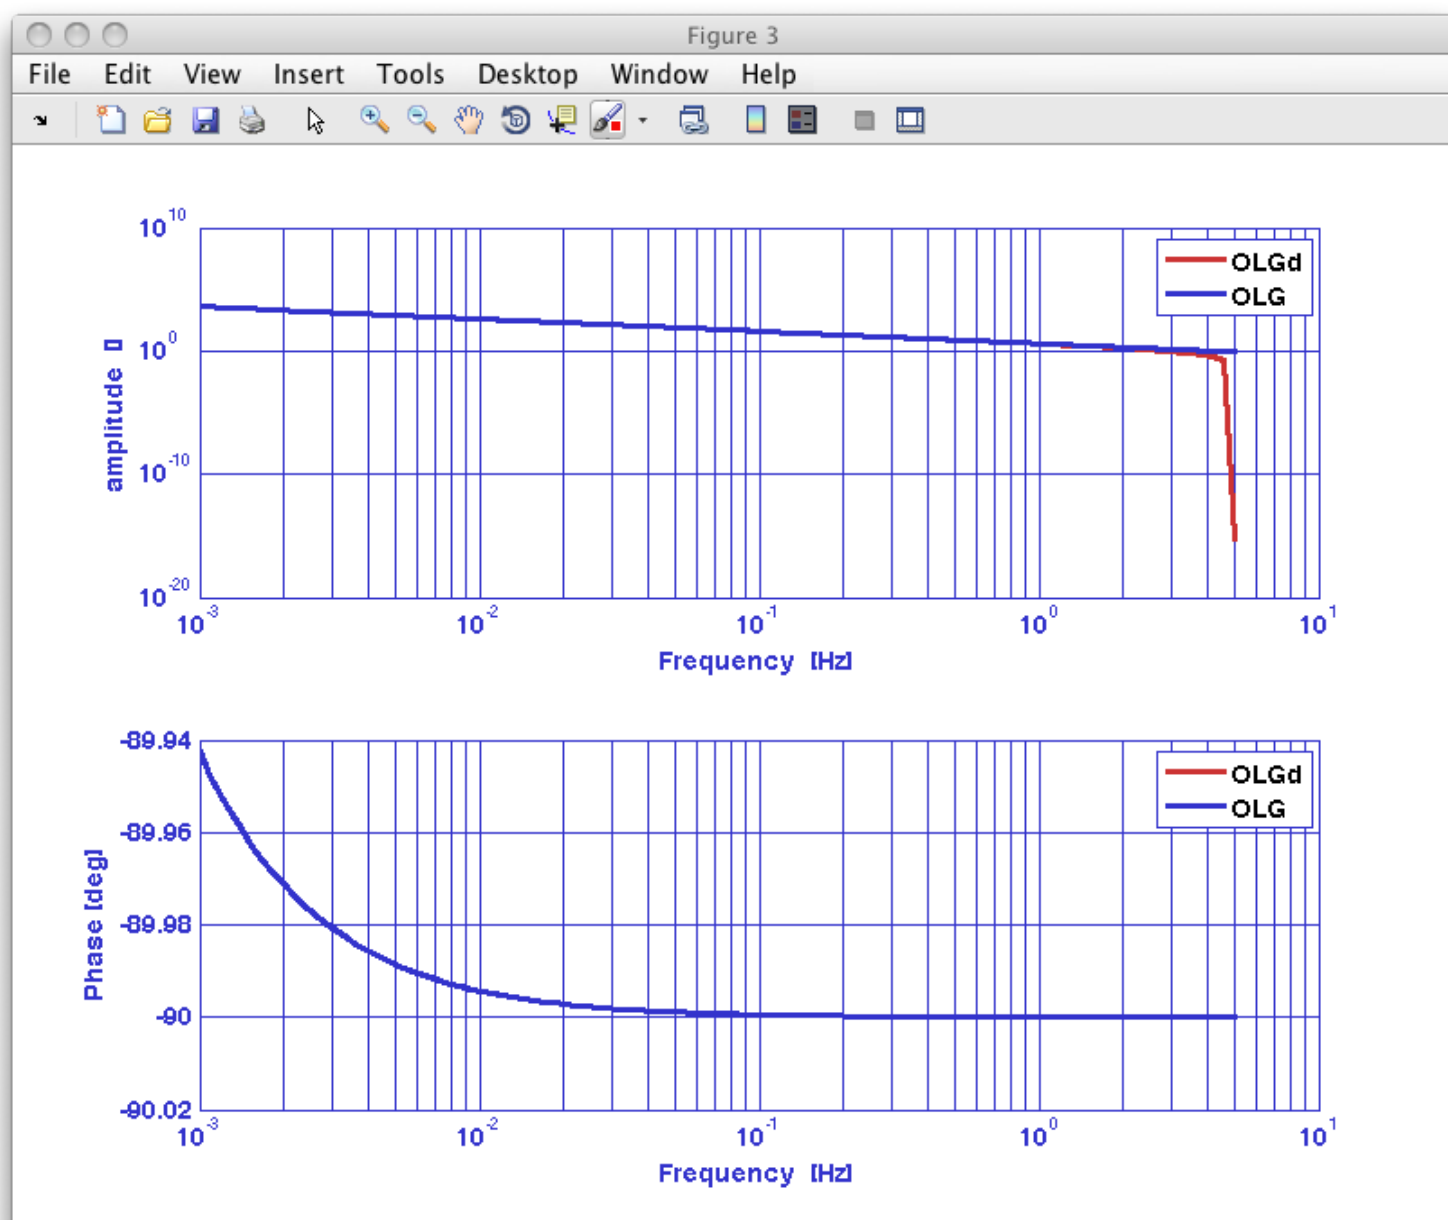 Figure 3
File Edit View Insert Tools Desktop Window Help
10^10
10^0
10^-10
10^-20
amplitude []
OLGd
OLG
10^-3 10^-2 10^-1 10^0 10^1
Frequency [Hz]
-89.94
-89.96
-89.98
-90
-90.02
Phase [deg]
OLGd
OLG
10^-3 10^-2 10^-1 10^0 10^1
Frequency [Hz]